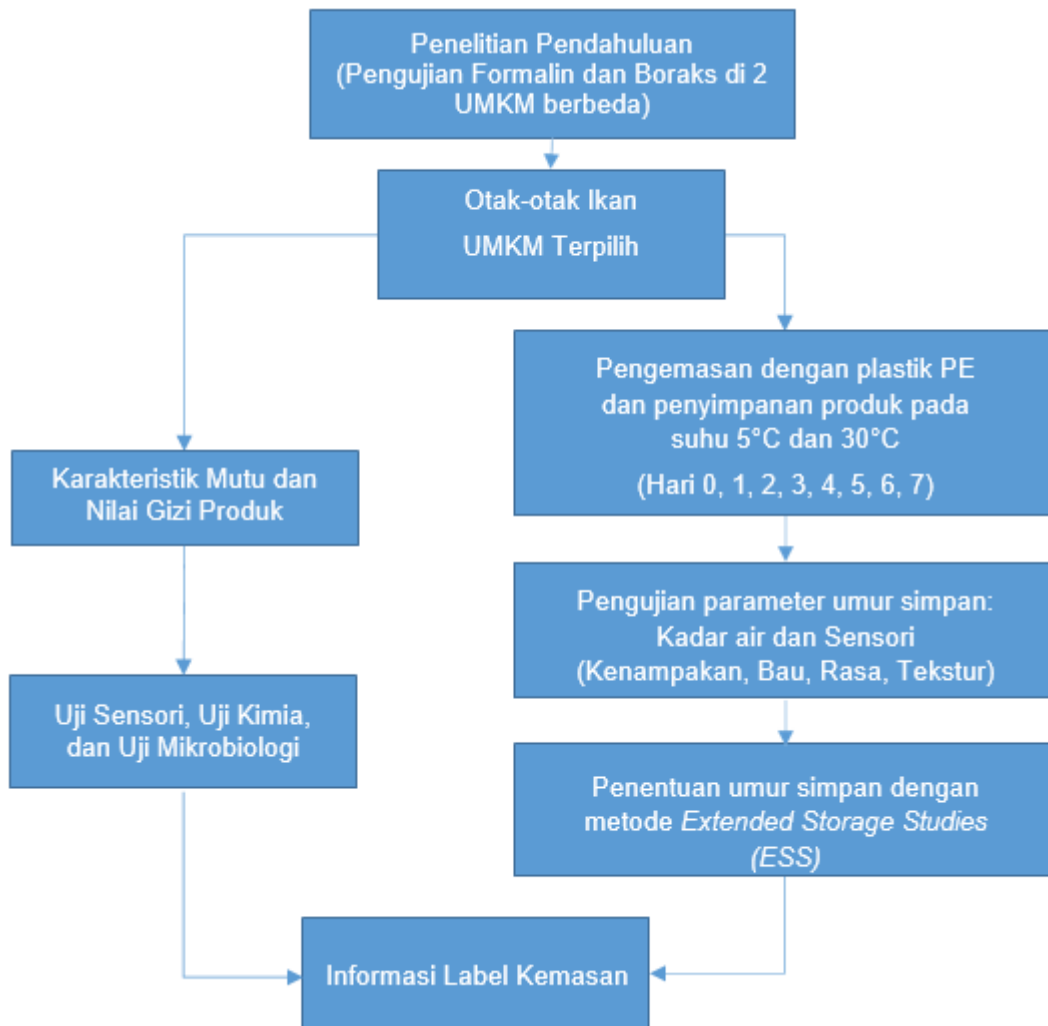 Penelitian Pendahuluan
(Pengujian Formalin dan Boraks di 2
UMKM berbeda)
Otak-otak Ikan
UMKM Terpilih
Karakteristik Mutu dan
Nilai Gizi Produk
Uji Sensori, Uji Kimia,
dan Uji Mikrobiologi
Pengemasan dengan plastik PE
dan penyimpanan produk pada
suhu 5°C dan 30°C
(Hari 0, 1, 2, 3, 4, 5, 6, 7)
Pengujian parameter umur simpan:
Kadar air dan Sensori
(Kenampakan, Bau, Rasa, Tekstur)
Penentuan umur simpan dengan
metode Extended Storage Studies
(ESS)
Informasi Label Kemasan